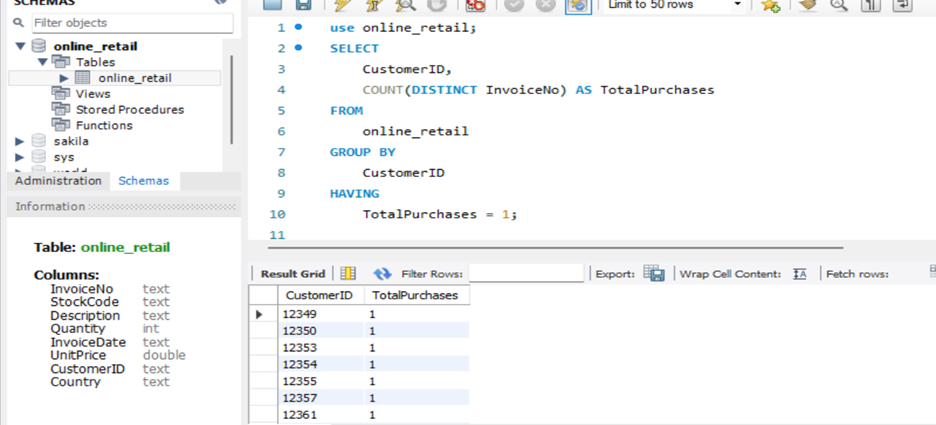 SCHEMAS
Filter objects
online_retail
Tables
online_retail
Views
Stored Procedures
Functions
sakila
sys
world
Administration Schemas
Information
Table: online_retail
Columns:
InvoiceNo text
StockCode text
Description text
Quantity int
InvoiceDate text
UnitPrice double
CustomerID text
Country text
Limit to 50 rows
1 use online_retail;
2 SELECT
3 CustomerID,
4 COUNT(DISTINCT InvoiceNo) AS TotalPurchases
5 FROM
6 online_retail
7 GROUP BY
8 CustomerID
9 HAVING
10 TotalPurchases = 1;
11
Result Grid Filter Rows: Export: Wrap Cell Content: IA Fetch rows:
CustomerID TotalPurchases
12349 1
12350 1
12353 1
12354 1
12355 1
12357 1
12361 1